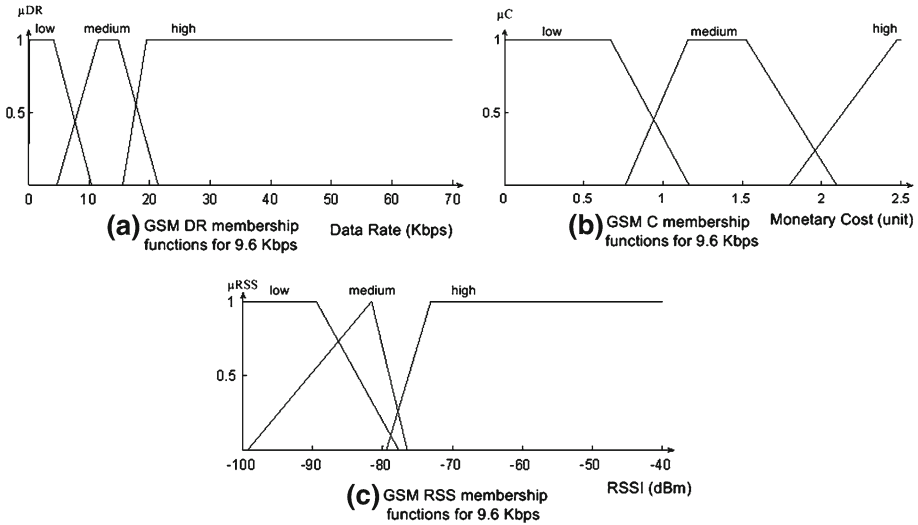 μDR
low medium high
1
0.5
0 10 20 30 40 50 60 70
Data Rate (Kbps)
(a) GSM DR membership
functions for 9.6 Kbps
μC
low medium high
1
0.5
0 0.5 1 1.5 2 2.5
Monetary Cost (unit)
(b) GSM C membership
functions for 9.6 Kbps
μRSS
low medium high
1
0.5
-100 -90 -80 -70 -60 -50 -40
RSSI (dBm)
(c) GSM RSS membership
functions for 9.6 Kbps